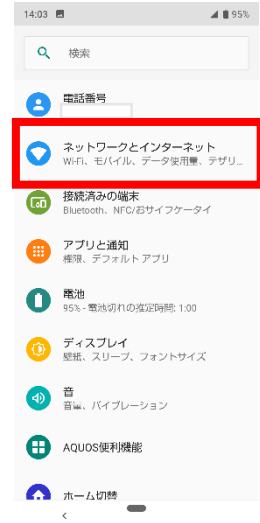 14:03 95%
検索
電話番号
ネットワークとインターネット
Wi-Fi、モバイル、データ使用量、テザリ...
接続済みの端末
Bluetooth、NFC/おサイフケータイ
アプリと通知
権限、デフォルト アプリ
電池
95% - 電池切れの推定時間: 1:00
ディスプレイ
壁紙、スリープ、フォントサイズ
音
音量、バイブレーション
AQUOS便利機能
ホーム切替